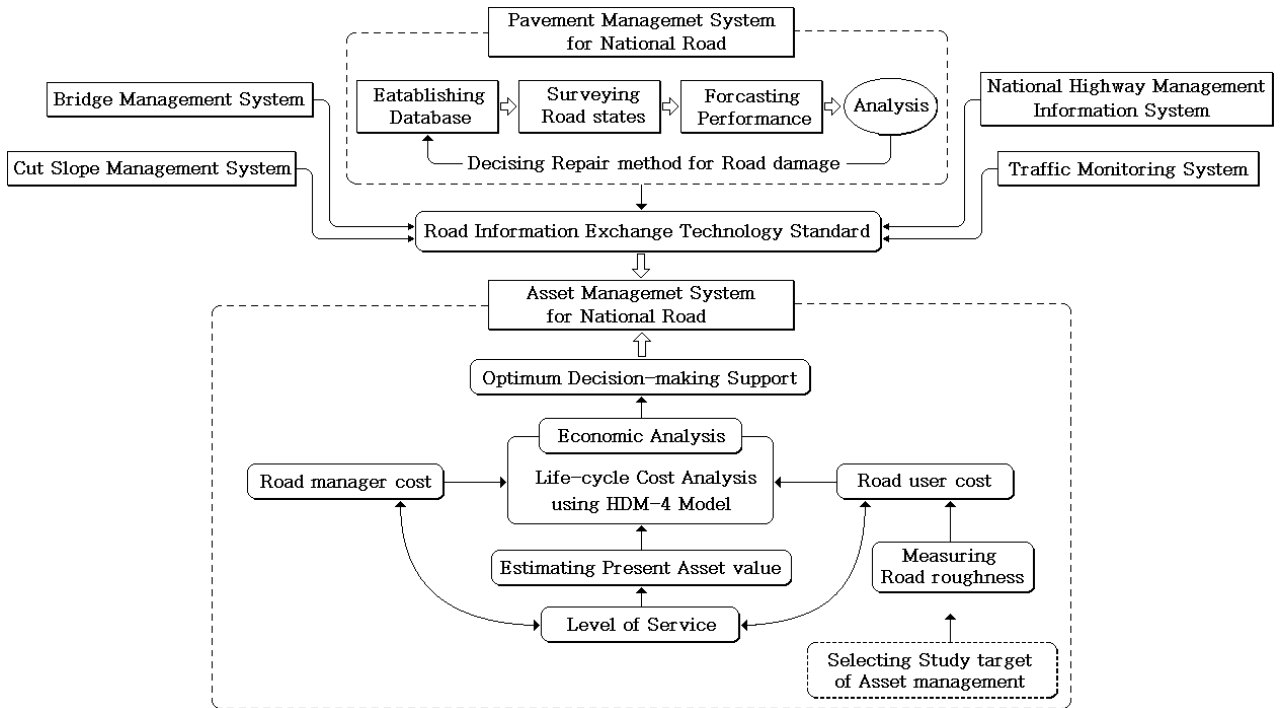 Pavement Managemet System
for National Road
Bridge Management System
Eatablishing
Database
Surveying
Road states
Forcasting
Performance
Analysis
National Highway Management
Information System
Cut Slope Management System
Decising Repair method for Road damage
Traffic Monitoring System
Road Information Exchange Technology Standard
Asset Managemet System
for National Road
Optimum Decision-making Support
Economic Analysis
Road manager cost
Life-cycle Cost Analysis
using HDM-4 Model
Road user cost
Estimating Present Asset value
Measuring
Road roughness
Level of Service
Selecting Study target
of Asset management